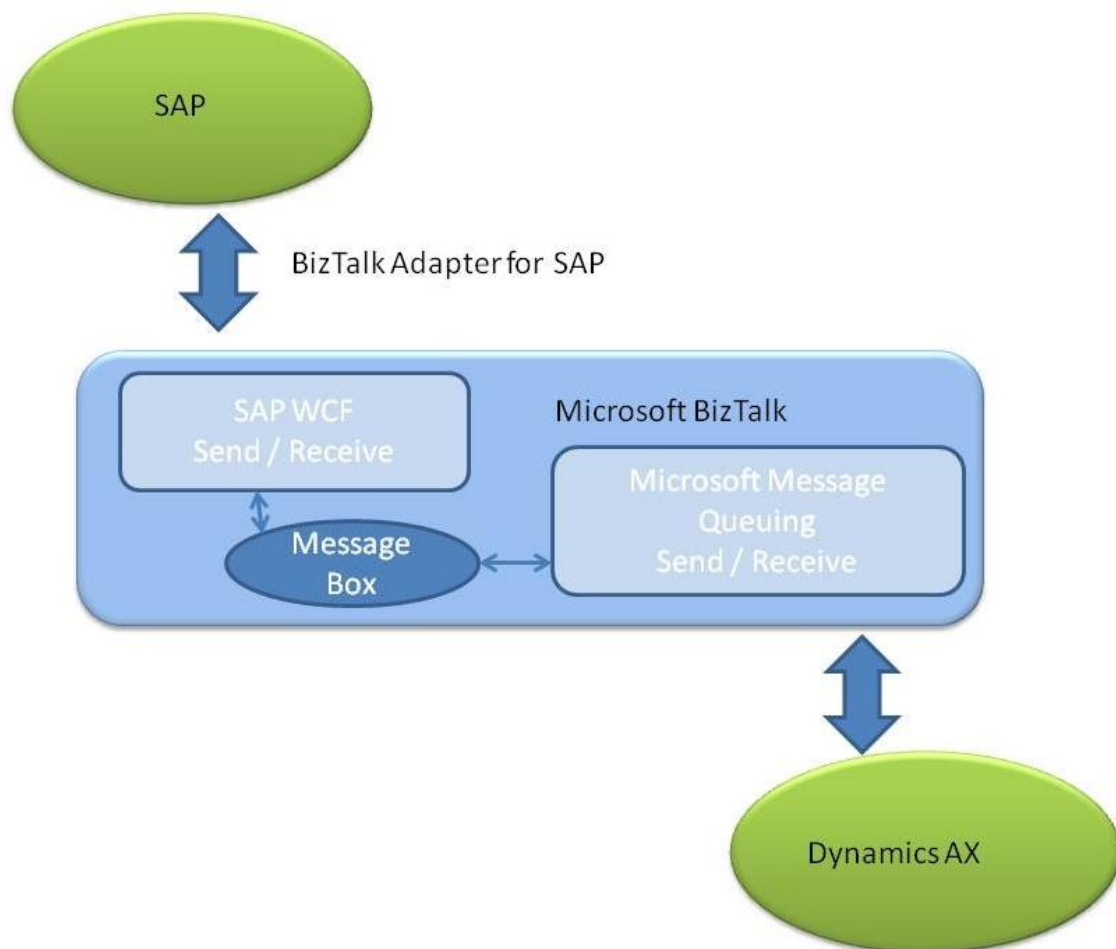 SAP
BizTalk Adapter for SAP
SAP WCF
Send / Receive
Microsoft BizTalk
Microsoft Message
Queuing
Send / Receive
Message
Box
Dynamics AX